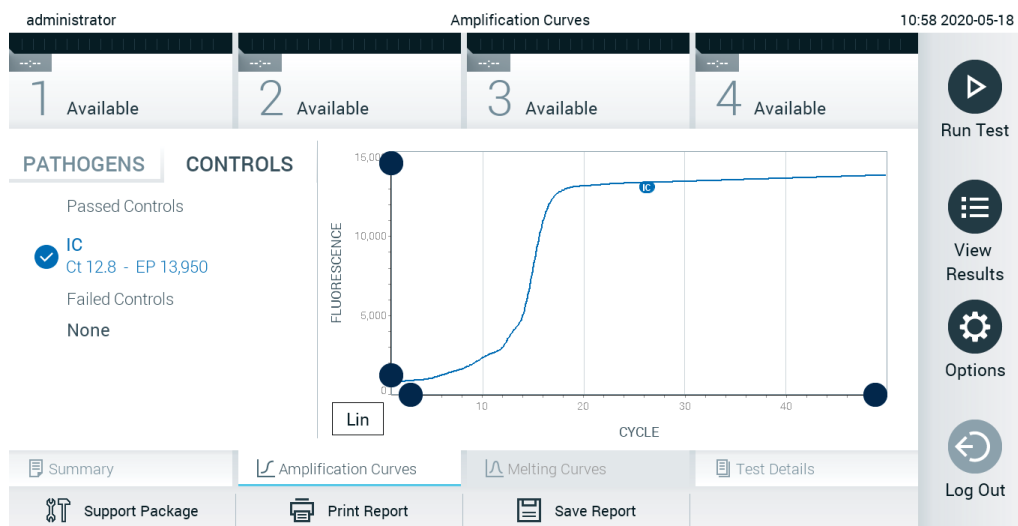 administrator
Amplification Curves
10:58 2020-05-18
--:--
1 Available
--:--
2 Available
--:--
3 Available
--:--
4 Available
Run Test
View
Results
Options
Log Out
PATHOGENS
CONTROLS
Passed Controls
IC
Ct 12.8 - EP 13,950
Failed Controls
None
15,00
10,000
5,000
0
FLUORESCENCE
IC
10
20
30
40
CYCLE
Lin
Summary
Amplification Curves
Melting Curves
Test Details
Support Package
Print Report
Save Report